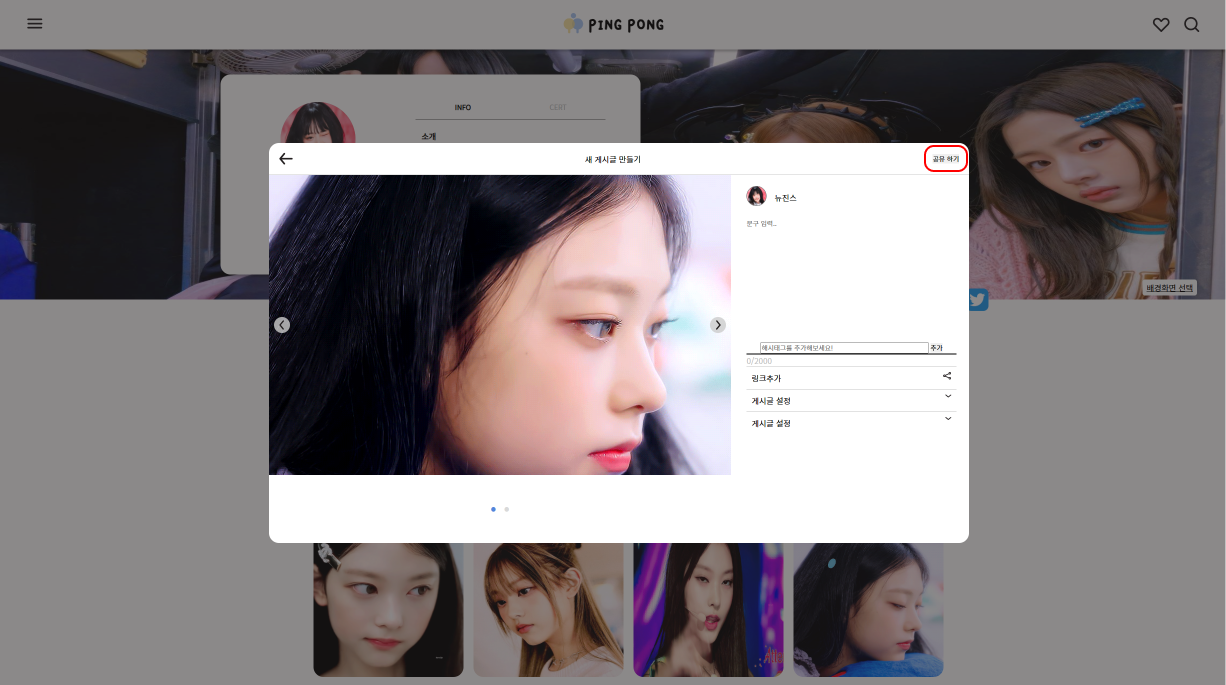 PING PONG
INFO
CERT
소개
새 게시글 만들기
공유 하기
뉴진스
문구 입력..
배경화면 선택
해시태그를 추가해보세요!
추가
0/2000
링크추가
게시글 설정
게시글 설정